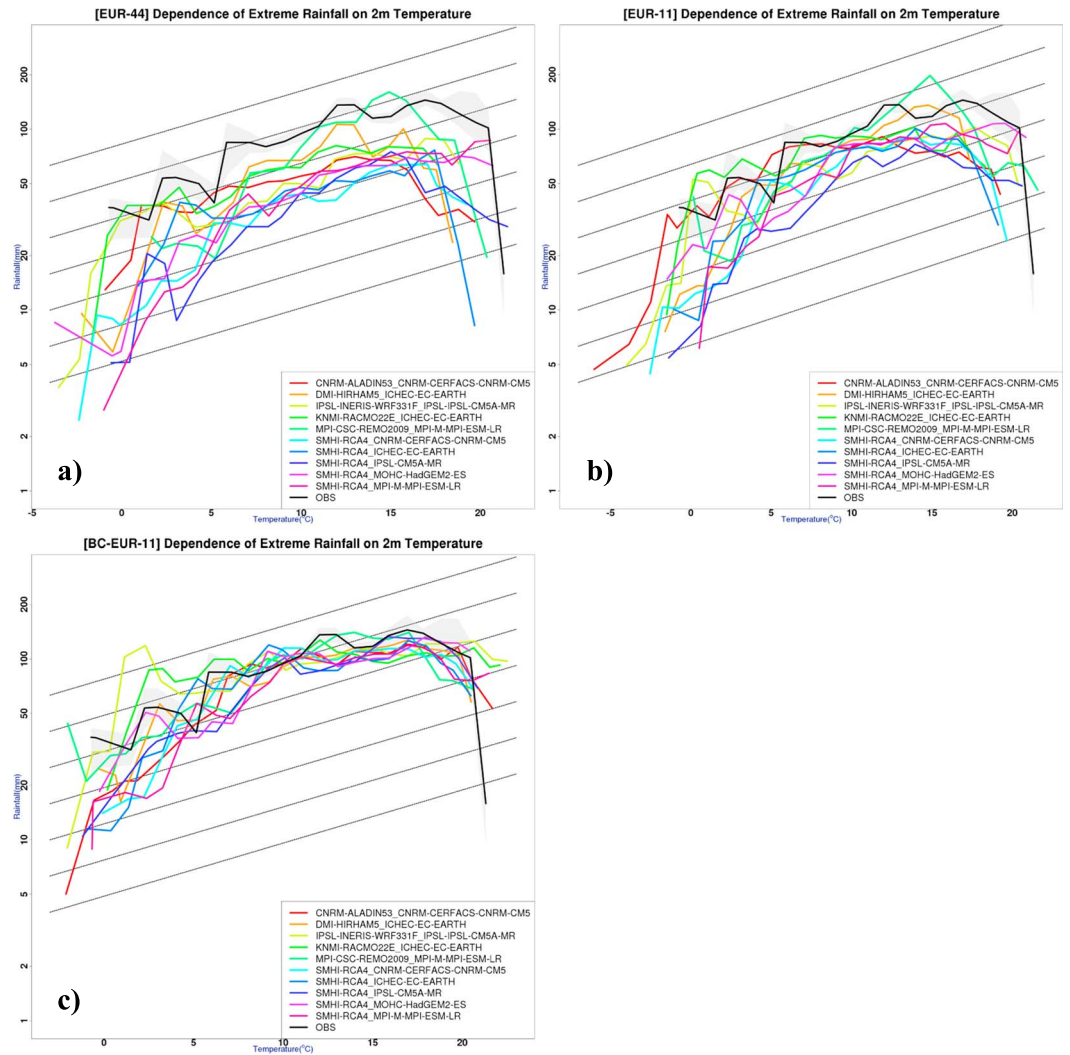 [EUR-44] Dependence of Extreme Rainfall on 2m Temperature
Rainfall(mm)
200
100
50
20
10
5
2
1
CNRM-ALADIN53_CNRM-CERFACS-CNRM-CM5
DMI-HIRHAM5_ICHEC-EC-EARTH
IPSL-INERIS-WRF331F_IPSL-IPSL-CM5A-MR
KNMI-RACMO22E_ICHEC-EC-EARTH
MPI-CSC-REMO2009_MPI-M-MPI-ESM-LR
SMHI-RCA4_CNRM-CERFACS-CNRM-CM5
SMHI-RCA4_ICHEC-EC-EARTH
SMHI-RCA4_IPSL-CM5A-MR
SMHI-RCA4_MOHC-HadGEM2-ES
SMHI-RCA4_MPI-M-MPI-ESM-LR
OBS
a)
-5 0 5 10 15 20
Temperature(°C)
[EUR-11] Dependence of Extreme Rainfall on 2m Temperature
Rainfall(mm)
200
100
50
20
10
5
2
1
CNRM-ALADIN53_CNRM-CERFACS-CNRM-CM5
DMI-HIRHAM5_ICHEC-EC-EARTH
IPSL-INERIS-WRF331F_IPSL-IPSL-CM5A-MR
KNMI-RACMO22E_ICHEC-EC-EARTH
MPI-CSC-REMO2009_MPI-M-MPI-ESM-LR
SMHI-RCA4_CNRM-CERFACS-CNRM-CM5
SMHI-RCA4_ICHEC-EC-EARTH
SMHI-RCA4_IPSL-CM5A-MR
SMHI-RCA4_MOHC-HadGEM2-ES
SMHI-RCA4_MPI-M-MPI-ESM-LR
OBS
b)
-5 0 5 10 15 20
Temperature(°C)
[BC-EUR-11] Dependence of Extreme Rainfall on 2m Temperature
Rainfall(mm)
200
100
50
20
10
5
2
1
CNRM-ALADIN53_CNRM-CERFACS-CNRM-CM5
DMI-HIRHAM5_ICHEC-EC-EARTH
IPSL-INERIS-WRF331F_IPSL-IPSL-CM5A-MR
KNMI-RACMO22E_ICHEC-EC-EARTH
MPI-CSC-REMO2009_MPI-M-MPI-ESM-LR
SMHI-RCA4_CNRM-CERFACS-CNRM-CM5
SMHI-RCA4_ICHEC-EC-EARTH
SMHI-RCA4_IPSL-CM5A-MR
SMHI-RCA4_MOHC-HadGEM2-ES
SMHI-RCA4_MPI-M-MPI-ESM-LR
OBS
c)
0 5 10 15 20
Temperature(°C)